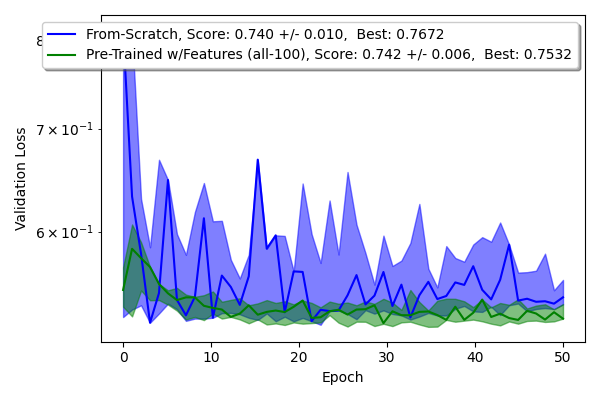 From-Scratch, Score: 0.740 +/- 0.010,  Best: 0.7672
Pre-Trained w/Features (all-100), Score: 0.742 +/- 0.006,  Best: 0.7532
7 × 10⁻¹
6 × 10⁻¹
Validation Loss
0 10 20 30 40 50
Epoch